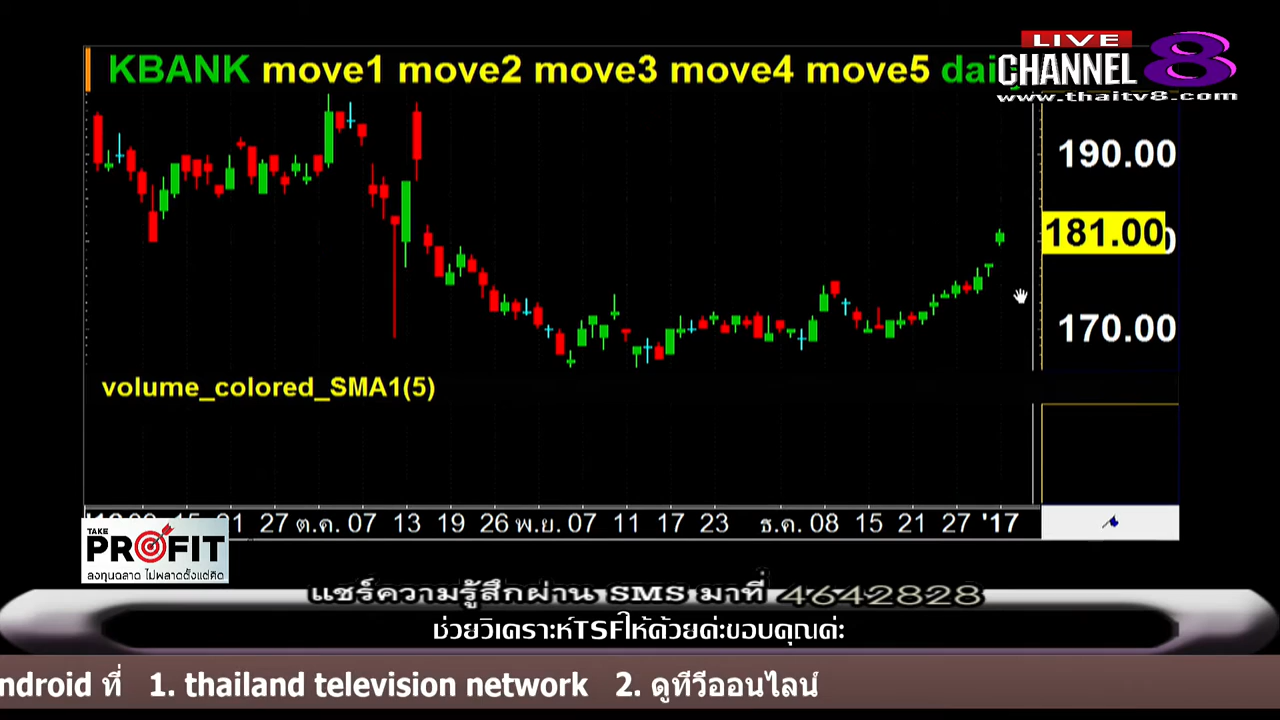 LIVE
CHANNEL 8
www.thaitv8.com
KBANK move1 move2 move3 move4 move5 daily
190.00
181.00
170.00
volume_colored_SMA1(5)
21 27 ต.ค. 07 13 19 26 พ.ย. 07 11 17 23 ธ.ค. 08 15 21 27 '17
TAKE
PROFIT
ลงทุนฉลาด ไม่พลาดตั้งแต่คิด
แชร์ความรู้สึกผ่าน SMS มาที่ 4642828
ช่วยวิเคราะห์TSFให้ด้วยค่ะขอบคุณค่ะ
ndroid ที่ 1. thailand television network 2. ดูทีวีออนไลน์